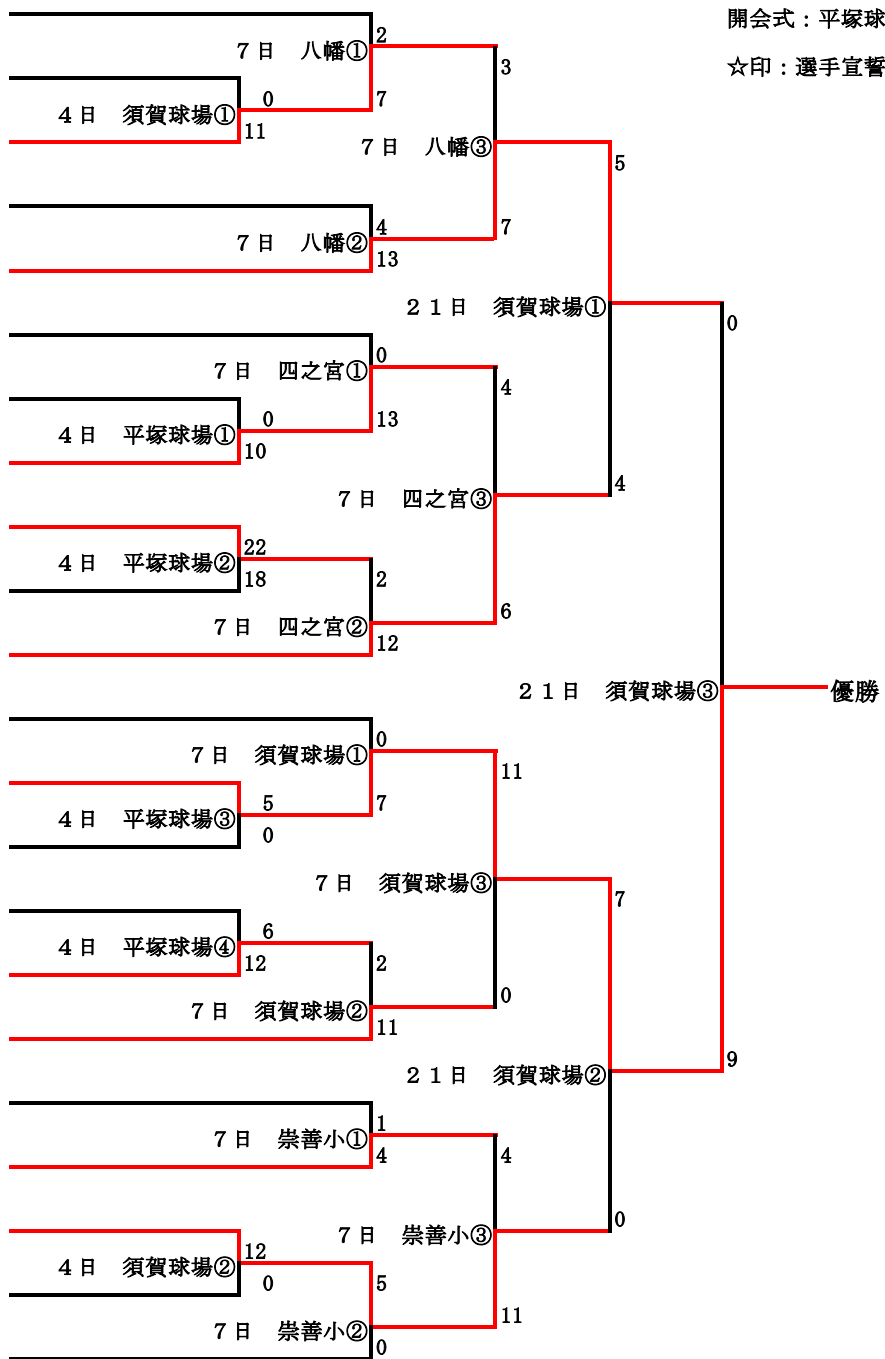 開会式：平塚球
2
7日　八幡①
3
☆印：選手宣誓
0
7
4日　須賀球場①
11
7日　八幡③
5
4
7
7日　八幡②
13
21日　須賀球場①
0
0
7日　四之宮①
4
0
13
4日　平塚球場①
10
4
7日　四之宮③
22
4日　平塚球場②
18
2
6
7日　四之宮②
12
21日　須賀球場③
優勝
0
7日　須賀球場①
11
5
7
4日　平塚球場③
0
7日　須賀球場③
7
6
4日　平塚球場④
12
2
0
7日　須賀球場②
11
9
21日　須賀球場②
1
7日　崇善小①
4
4
0
7日　崇善小③
12
4日　須賀球場②
0
5
11
7日　崇善小②
0